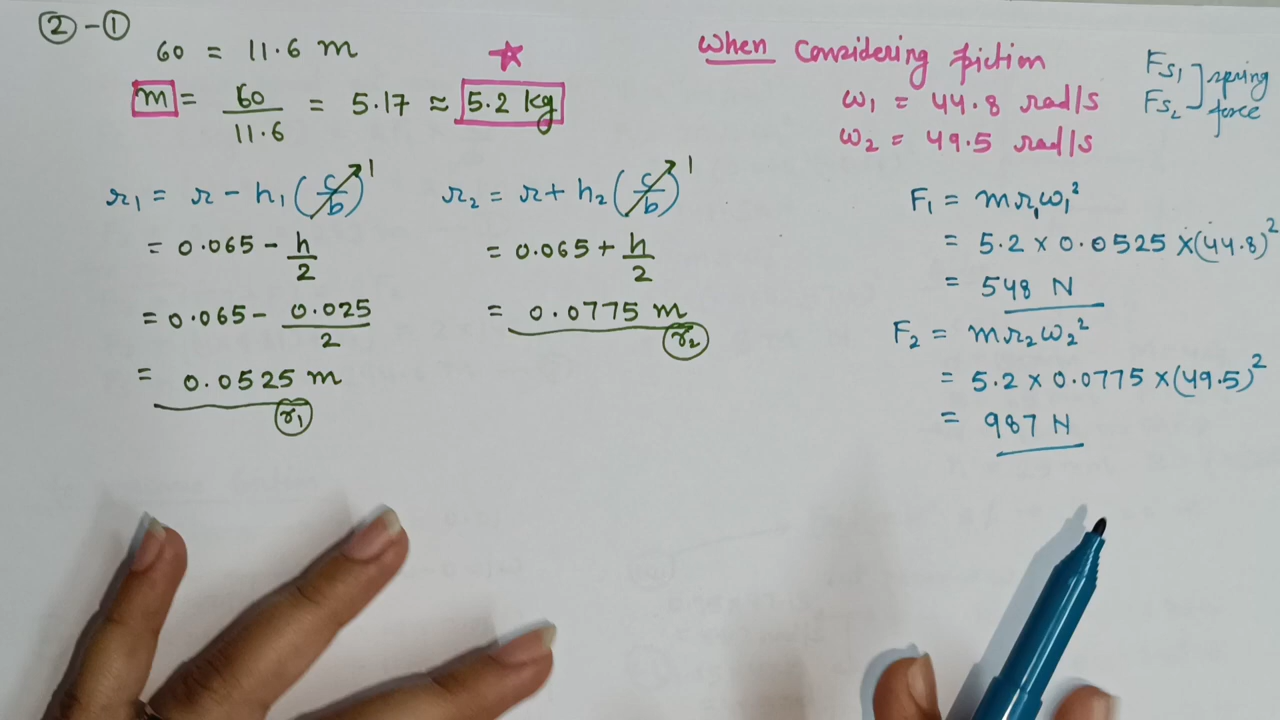 ② - ①
60 = 11.6 m
m = 60/11.6 = 5.17 ≈ 5.2 kg
r₁ = r - h₁ (c/b) 1
= 0.065 - h/2
= 0.065 - 0.025/2
= 0.0525 m
r₁
r₂ = r + h₂ (c/b) 1
= 0.065 + h/2
= 0.0775 m
r₂
When Considering friction
ω₁ = 44.8 rad/s
ω₂ = 49.5 rad/s
Fs₁ ] spring
Fs₂ force
F₁ = mr₁ω₁²
= 5.2 x 0.0525 x (44.8)²
= 548 N
F₂ = mr₂ω₂²
= 5.2 x 0.0775 x (49.5)²
= 987 N